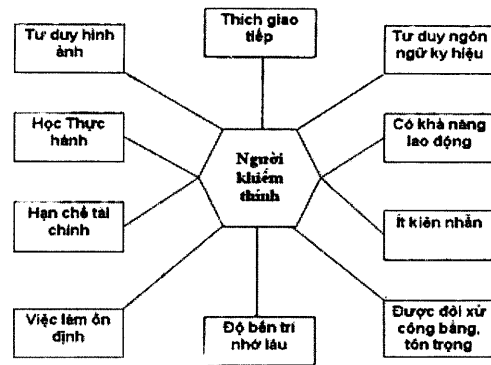 Thích giao
tiếp
Tư duy hình
ảnh
Tư duy ngôn
ngữ ký hiệu
Học Thực
hành
Có khả năng
lao động
Người
khiếm
thính
Hạn chế tài
chính
Ít kiên nhẫn
Việc làm ổn
định
Độ bền trí
nhớ lâu
Được đối xử
công bằng,
tôn trọng